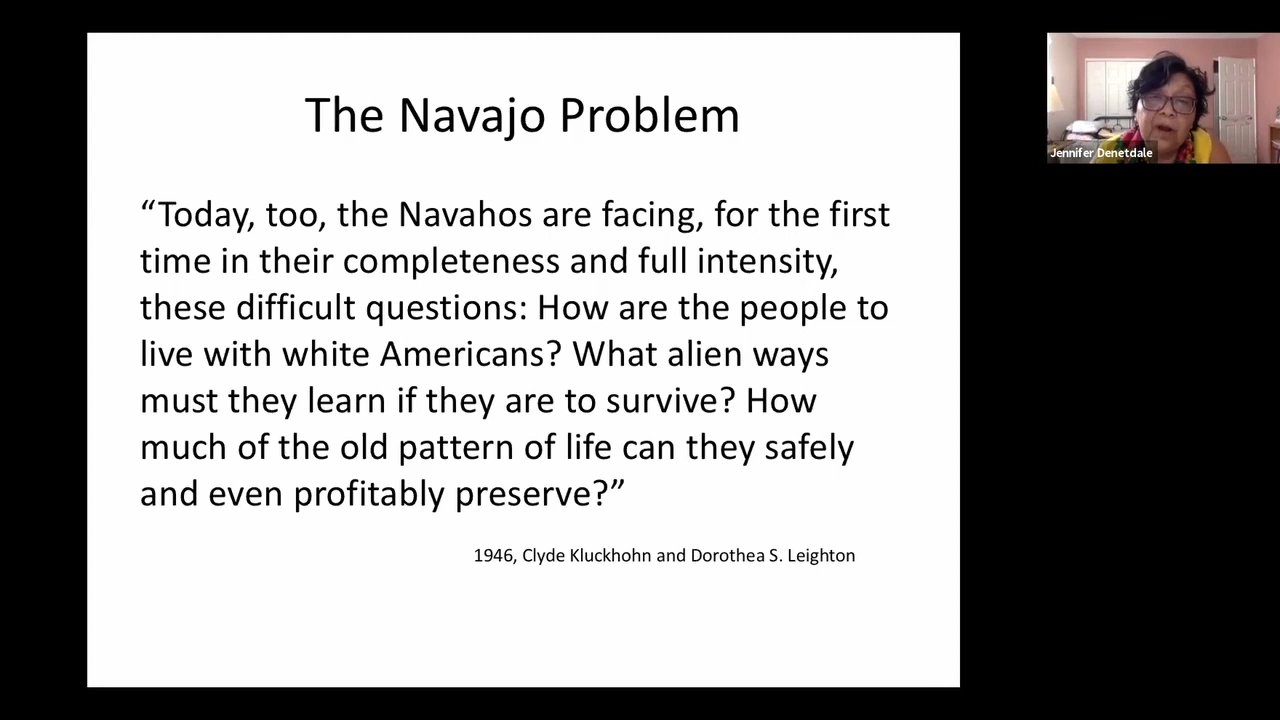 The Navajo Problem
“Today, too, the Navahos are facing, for the first
time in their completeness and full intensity,
these difficult questions: How are the people to
live with white Americans? What alien ways
must they learn if they are to survive? How
much of the old pattern of life can they safely
and even profitably preserve?”
1946, Clyde Kluckhohn and Dorothea S. Leighton
Jennifer Denetdale